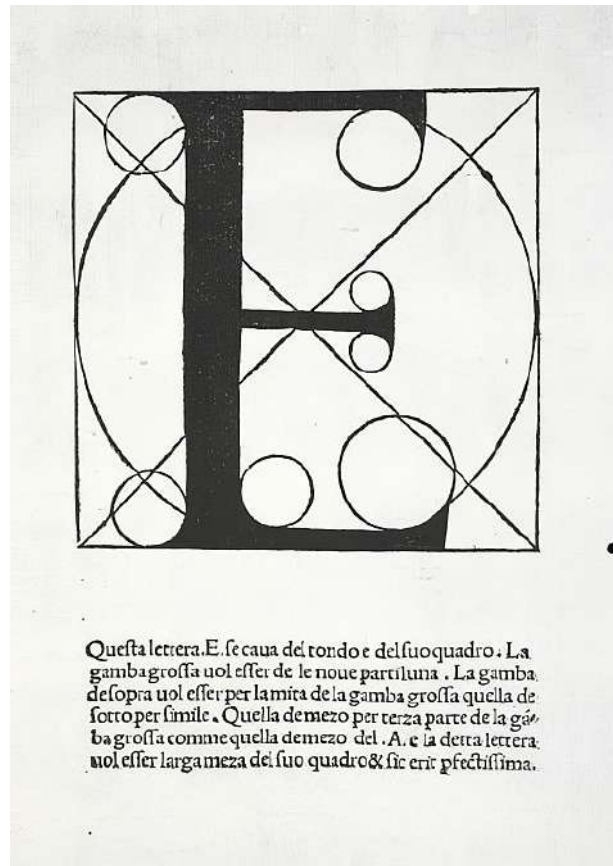 E
Queſta lettera .E. ſe caua del tondo e del ſuo quadro. La
gamba groſſa uol eſſer de le noue parti luna. La gamba
de ſopra uol eſſer per la mita de la gamba groſſa quella de
ſotto per ſimile. Quella de mezo per terza parte de la gã-
ba groſſa comme quella de mezo del .A. e la detta lettera
uol eſſer larga meza del ſuo quadro & ſic erit pfectiſſima.